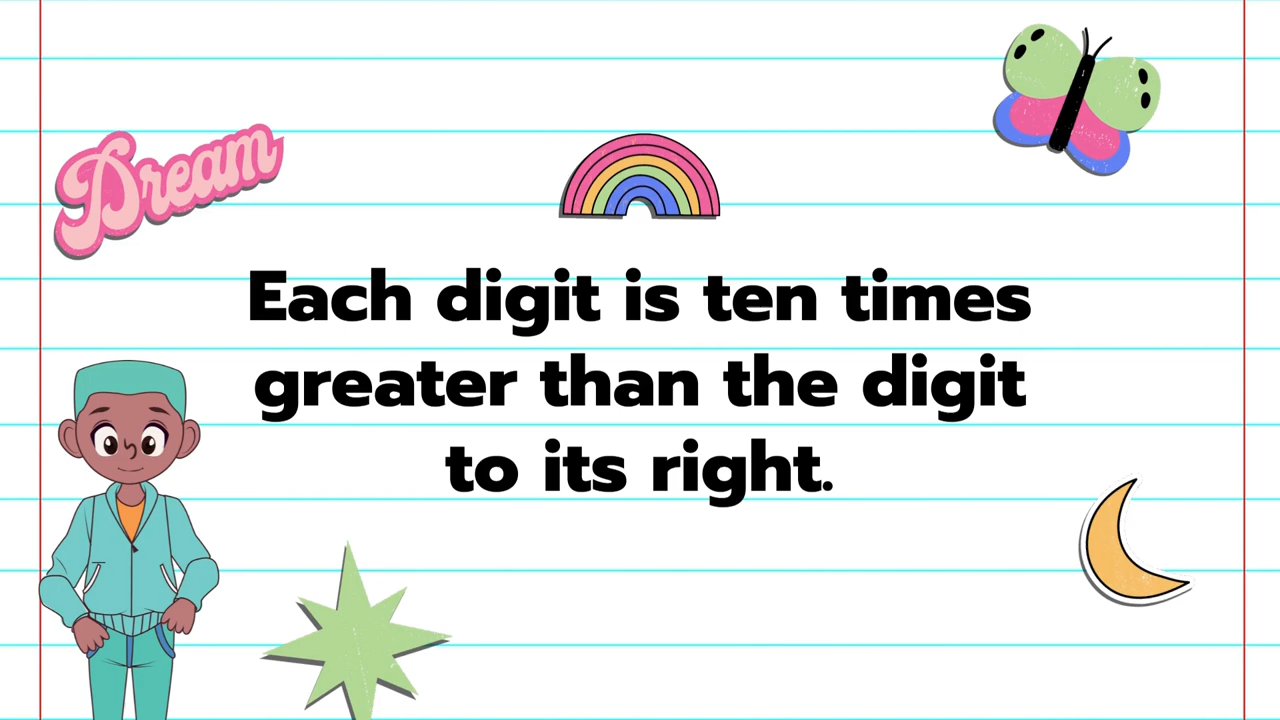 Dream
Each digit is ten times
greater than the digit
to its right.